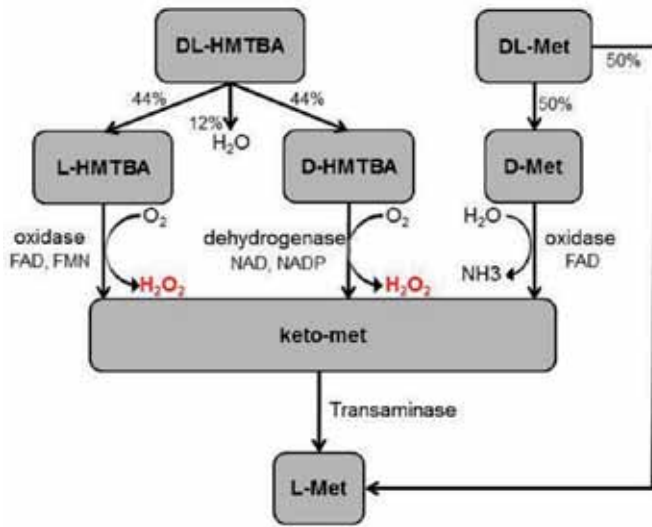 DL-HMTBA
DL-Met
50%
44%
12%
44%
50%
H₂O
L-HMTBA
D-HMTBA
D-Met
O₂
O₂
H₂O
oxidase
FAD, FMN
dehydrogenase
NAD, NADP
oxidase
FAD
H₂O₂
H₂O₂
NH3
keto-met
Transaminase
L-Met